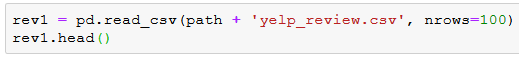 rev1 = pd.read_csv(path + 'yelp_review.csv', nrows=100)
rev1.head()